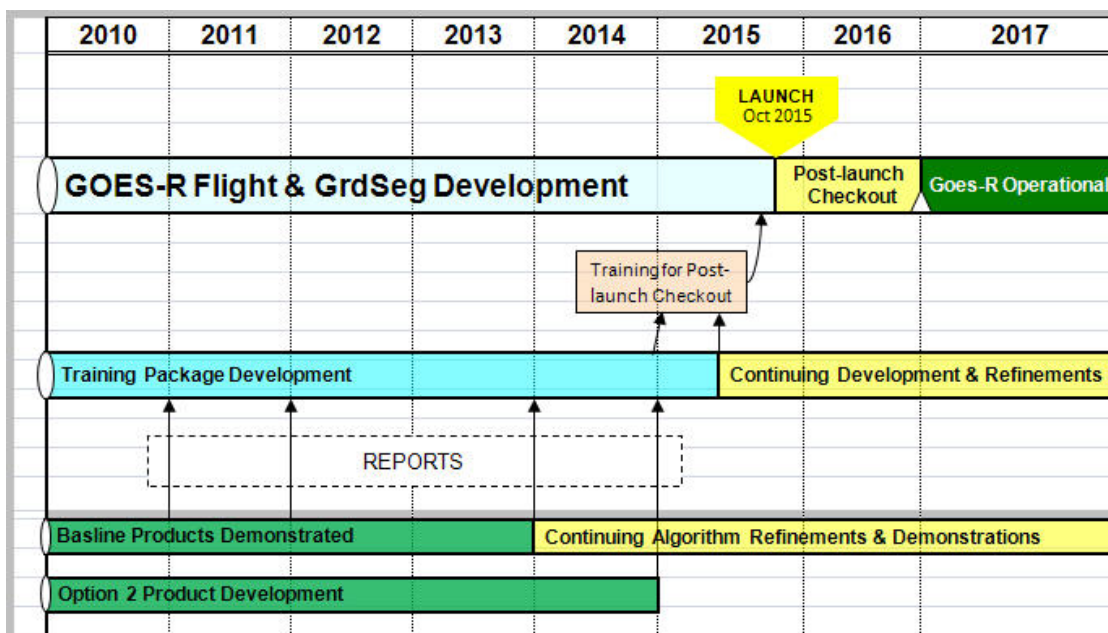 2010 2011 2012 2013 2014 2015 2016 2017
LAUNCH
Oct 2015
GOES-R Flight & GrdSeg Development
Post-launch
Checkout
Goes-R Operational
Training for Post-
launch Checkout
Training Package Development
Continuing Development & Refinements
REPORTS
Basline Products Demonstrated
Continuing Algorithm Refinements & Demonstrations
Option 2 Product Development